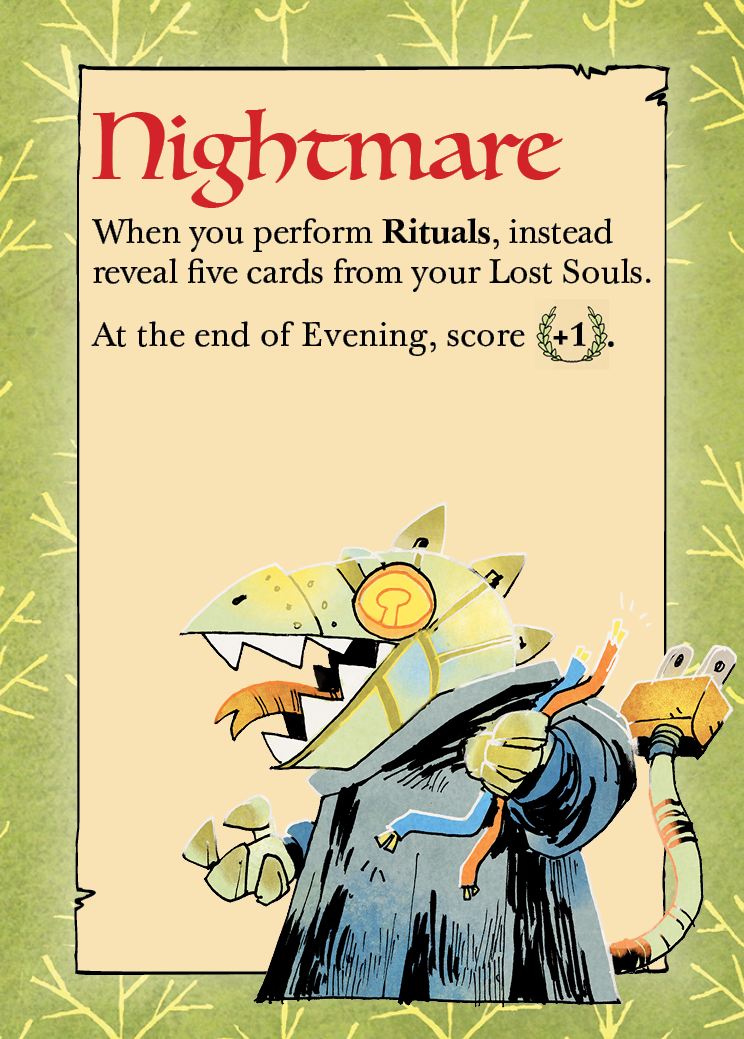 Nightmare
When you perform Rituals, instead
reveal five cards from your Lost Souls.
At the end of Evening, score +1.